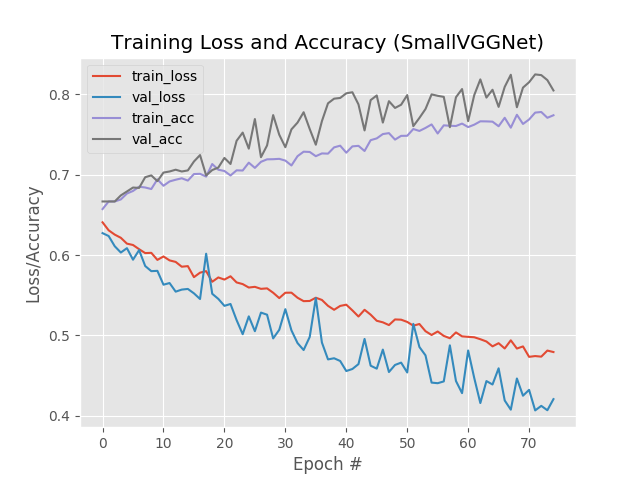 Training Loss and Accuracy (SmallVGGNet)
train_loss
val_loss
train_acc
val_acc
0.8
0.7
0.6
0.5
0.4
Loss/Accuracy
0 10 20 30 40 50 60 70
Epoch #